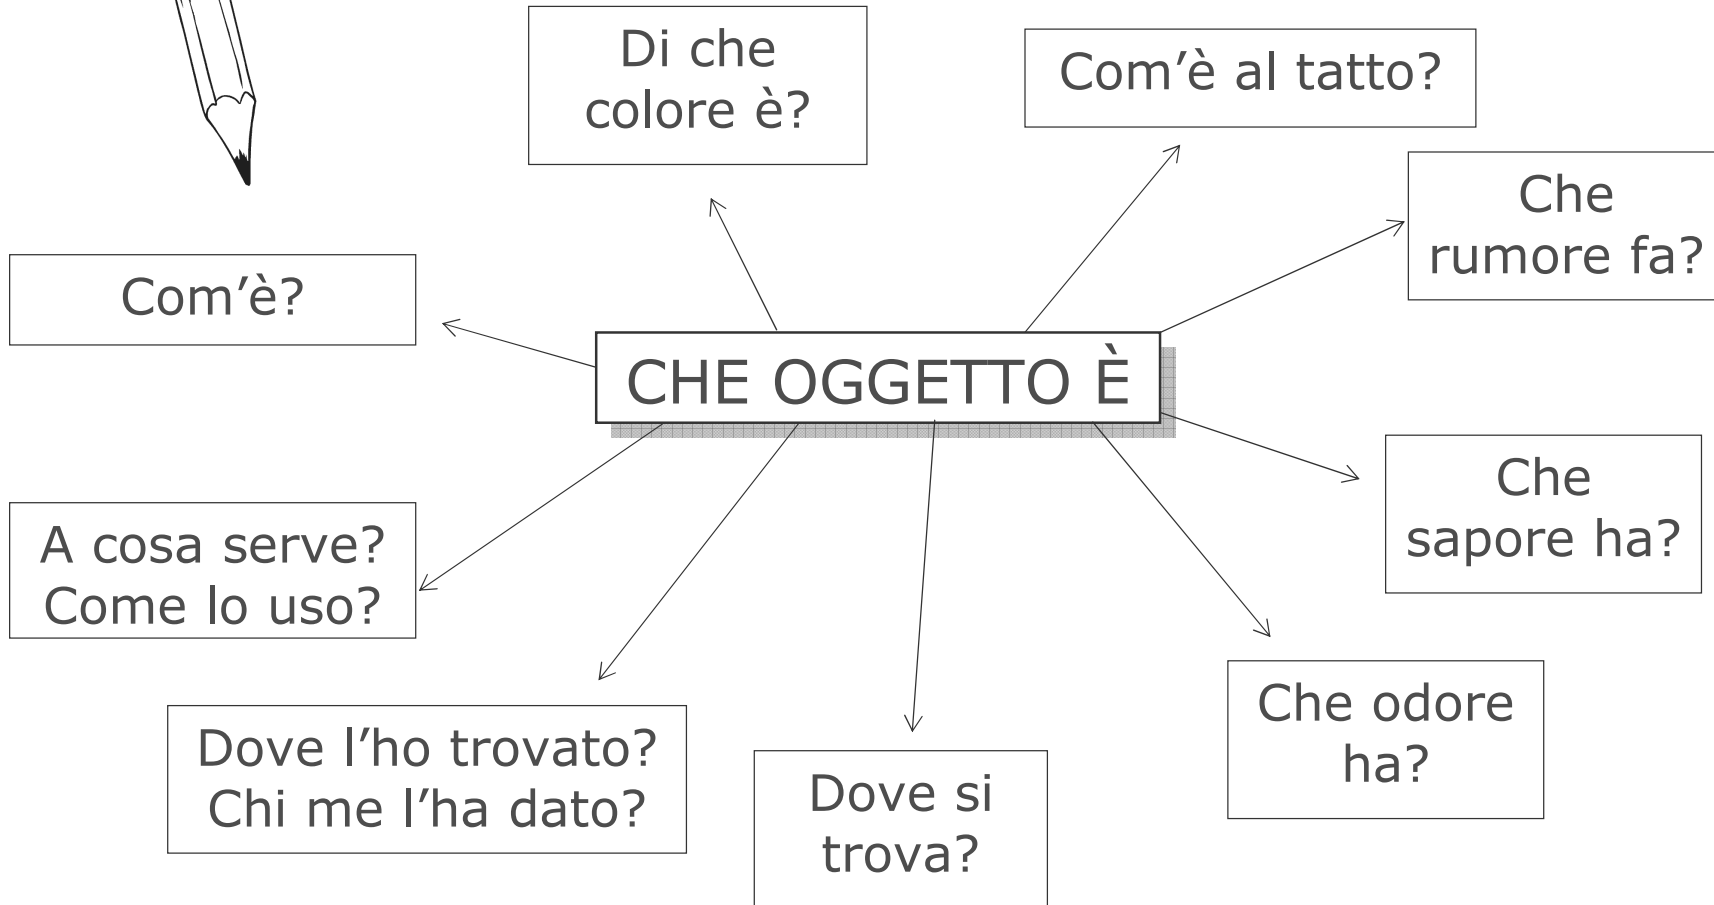 Di che
colore è?
Com'è al tatto?
Che
rumore fa?
Com'è?
CHE OGGETTO È
Che
sapore ha?
A cosa serve?
Come lo uso?
Che odore
ha?
Dove l'ho trovato?
Chi me l'ha dato?
Dove si
trova?